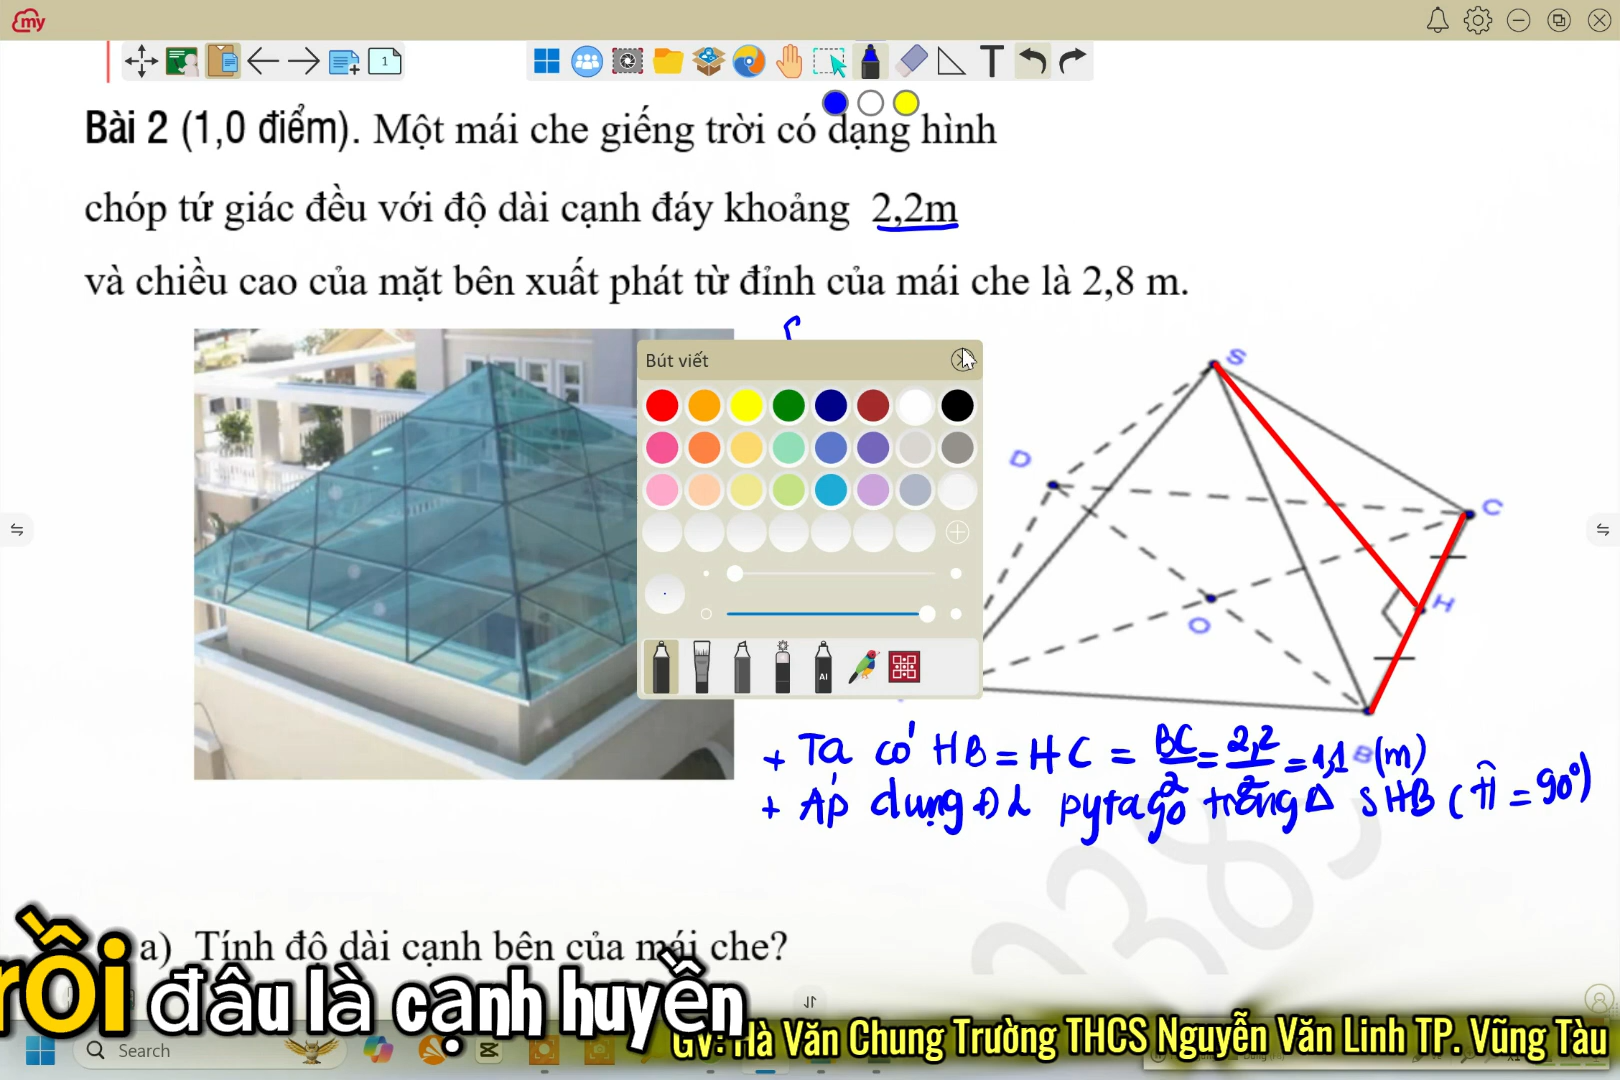 my
1
Bài 2 (1,0 điểm). Một mái che giếng trời có dạng hình
chóp tứ giác đều với độ dài cạnh đáy khoảng 2,2m
và chiều cao của mặt bên xuất phát từ đỉnh của mái che là 2,8 m.
Bút viết
AI
S
D
C
H
O
B
+ Ta có HB = HC = BC/2 = 2,2/2 = 1,1 (m)
+ Áp dụng ĐL pytago trong Δ SHB (Ĥ = 90°)
38
a) Tính độ dài cạnh bên của mái che?
rồi đâu là cạnh huyền
GV: Hà Văn Chung Trường THCS Nguyễn Văn Linh TP. Vũng Tàu
Search